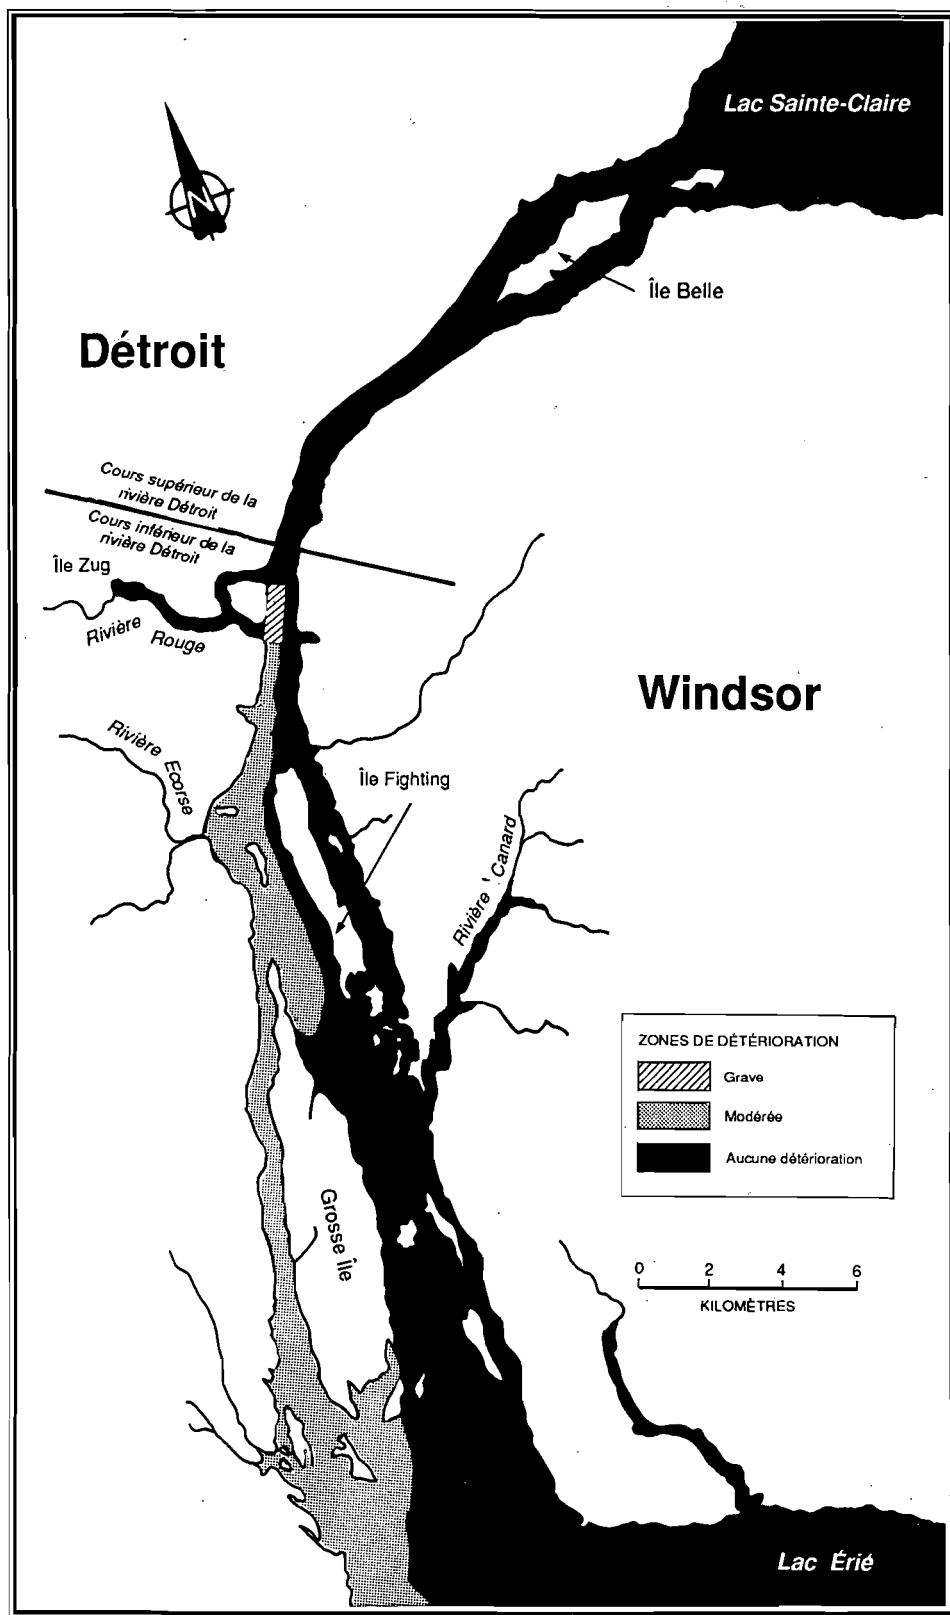 Lac Sainte-Claire
N
Île Belle
Détroit
Cours supérieur de la
rivière Détroit
Cours inférieur de la
rivière Détroit
Île Zug
Rivière Rouge
Windsor
Rivière Ecorse
Île Fighting
Rivière Canard
ZONES DE DÉTÉRIORATION
Grave
Modérée
Aucune détérioration
Grosse Île
0 2 4 6
KILOMÈTRES
Lac Érié